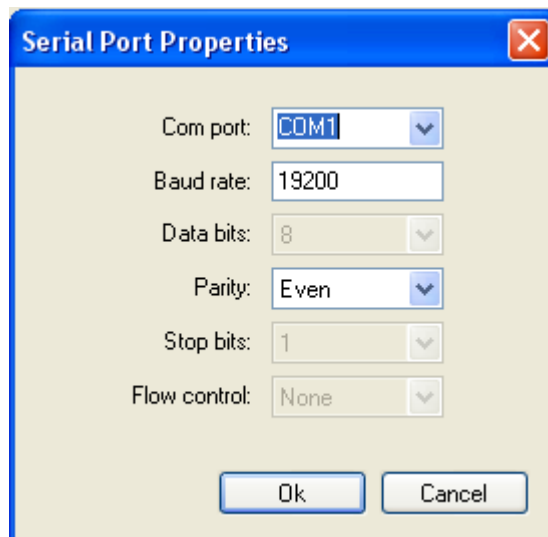 Serial Port Properties
Com port: COM1
Baud rate: 19200
Data bits: 8
Parity: Even
Stop bits: 1
Flow control: None
Ok Cancel